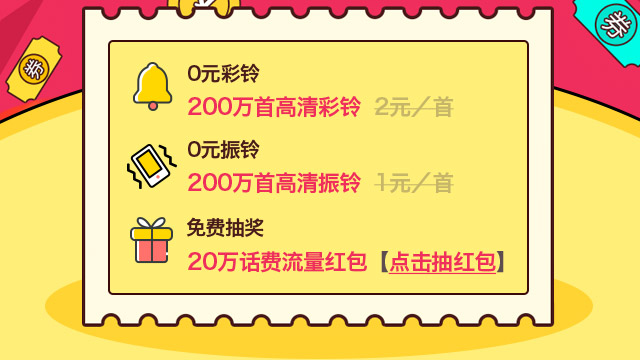 券
券
0元彩铃
200万首高清彩铃 2元/首
0元振铃
200万首高清振铃 1元/首
免费抽奖
20万话费流量红包【点击抽红包】